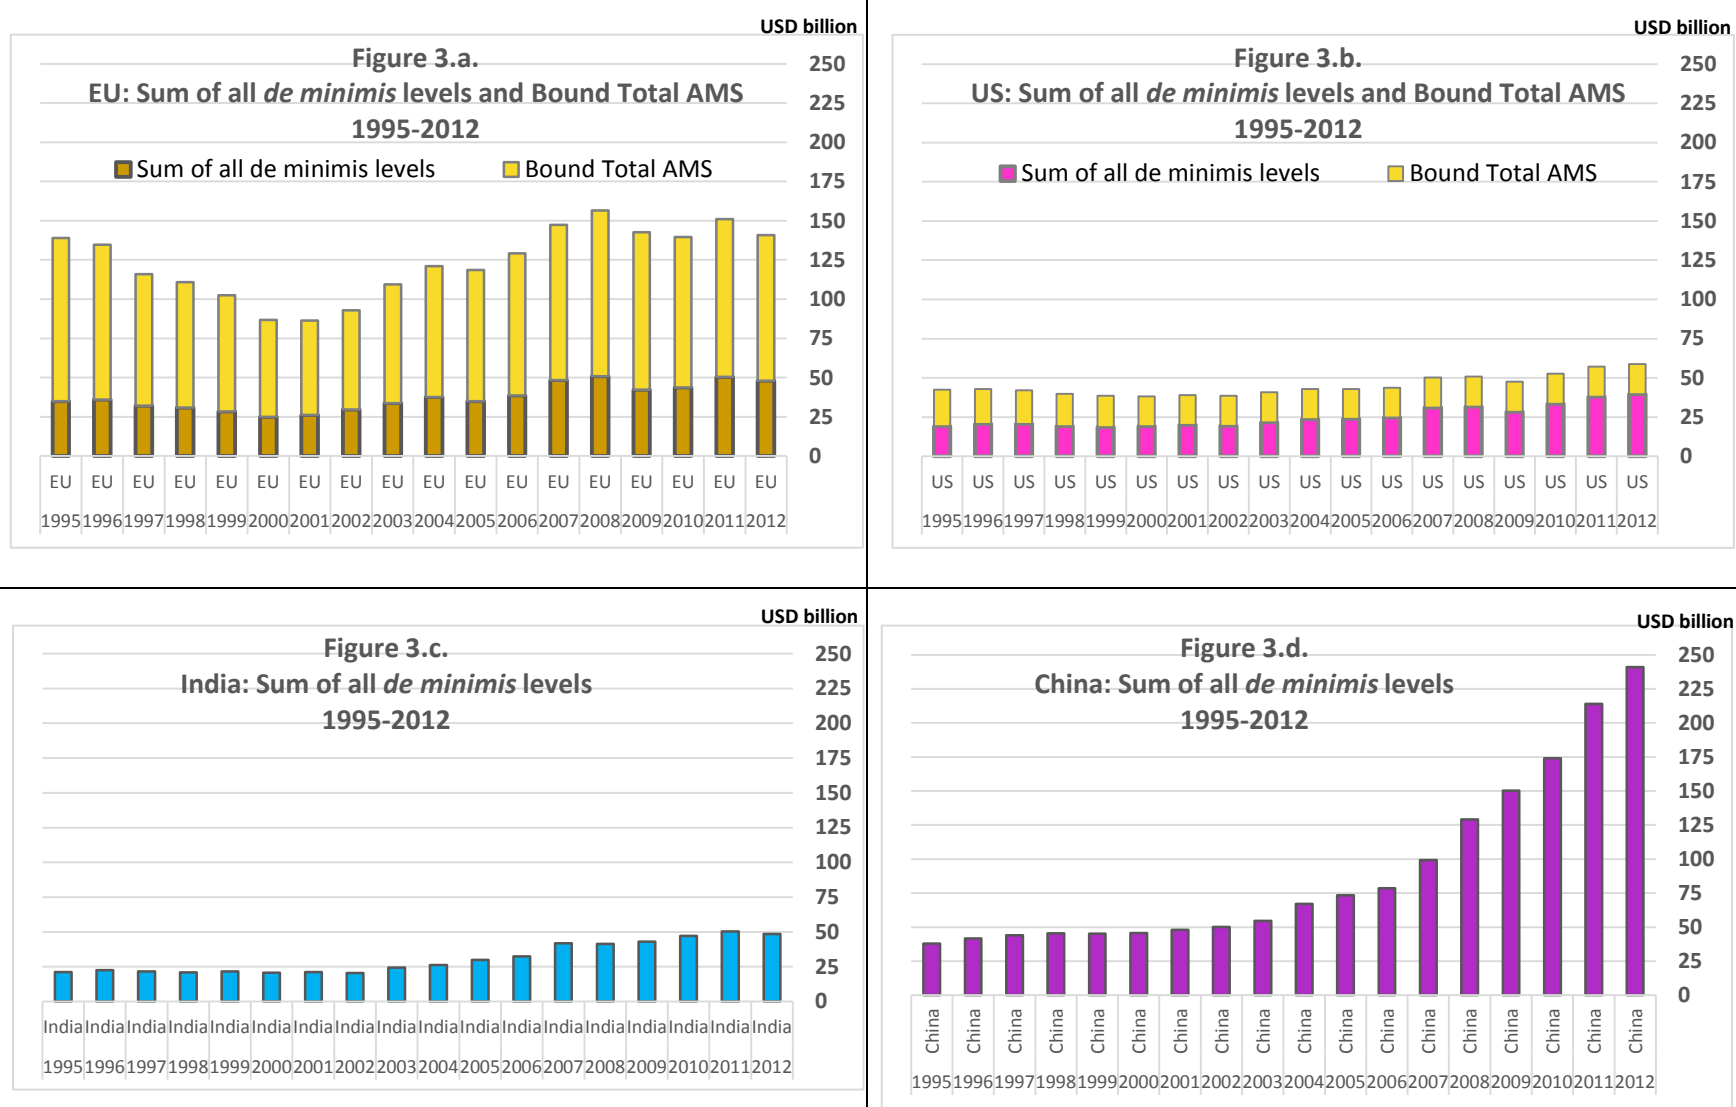 USD billion
Figure 3.a.
EU: Sum of all de minimis levels and Bound Total AMS
1995-2012
Sum of all de minimis levels Bound Total AMS
250
225
200
175
150
125
100
75
50
25
0
EU EU EU EU EU EU EU EU EU EU EU EU EU EU EU EU EU EU
1995 1996 1997 1998 1999 2000 2001 2002 2003 2004 2005 2006 2007 2008 2009 2010 2011 2012
USD billion
Figure 3.b.
US: Sum of all de minimis levels and Bound Total AMS
1995-2012
Sum of all de minimis levels Bound Total AMS
250
225
200
175
150
125
100
75
50
25
0
US US US US US US US US US US US US US US US US US US
1995 1996 1997 1998 1999 2000 2001 2002 2003 2004 2005 2006 2007 2008 2009 2010 2011 2012
USD billion
Figure 3.c.
India: Sum of all de minimis levels
1995-2012
250
225
200
175
150
125
100
75
50
25
0
India India India India India India India India India India India India India India India India India India
1995 1996 1997 1998 1999 2000 2001 2002 2003 2004 2005 2006 2007 2008 2009 2010 2011 2012
USD billion
Figure 3.d.
China: Sum of all de minimis levels
1995-2012
250
225
200
175
150
125
100
75
50
25
0
China China China China China China China China China China China China China China China China China China
1995 1996 1997 1998 1999 2000 2001 2002 2003 2004 2005 2006 2007 2008 2009 2010 2011 2012